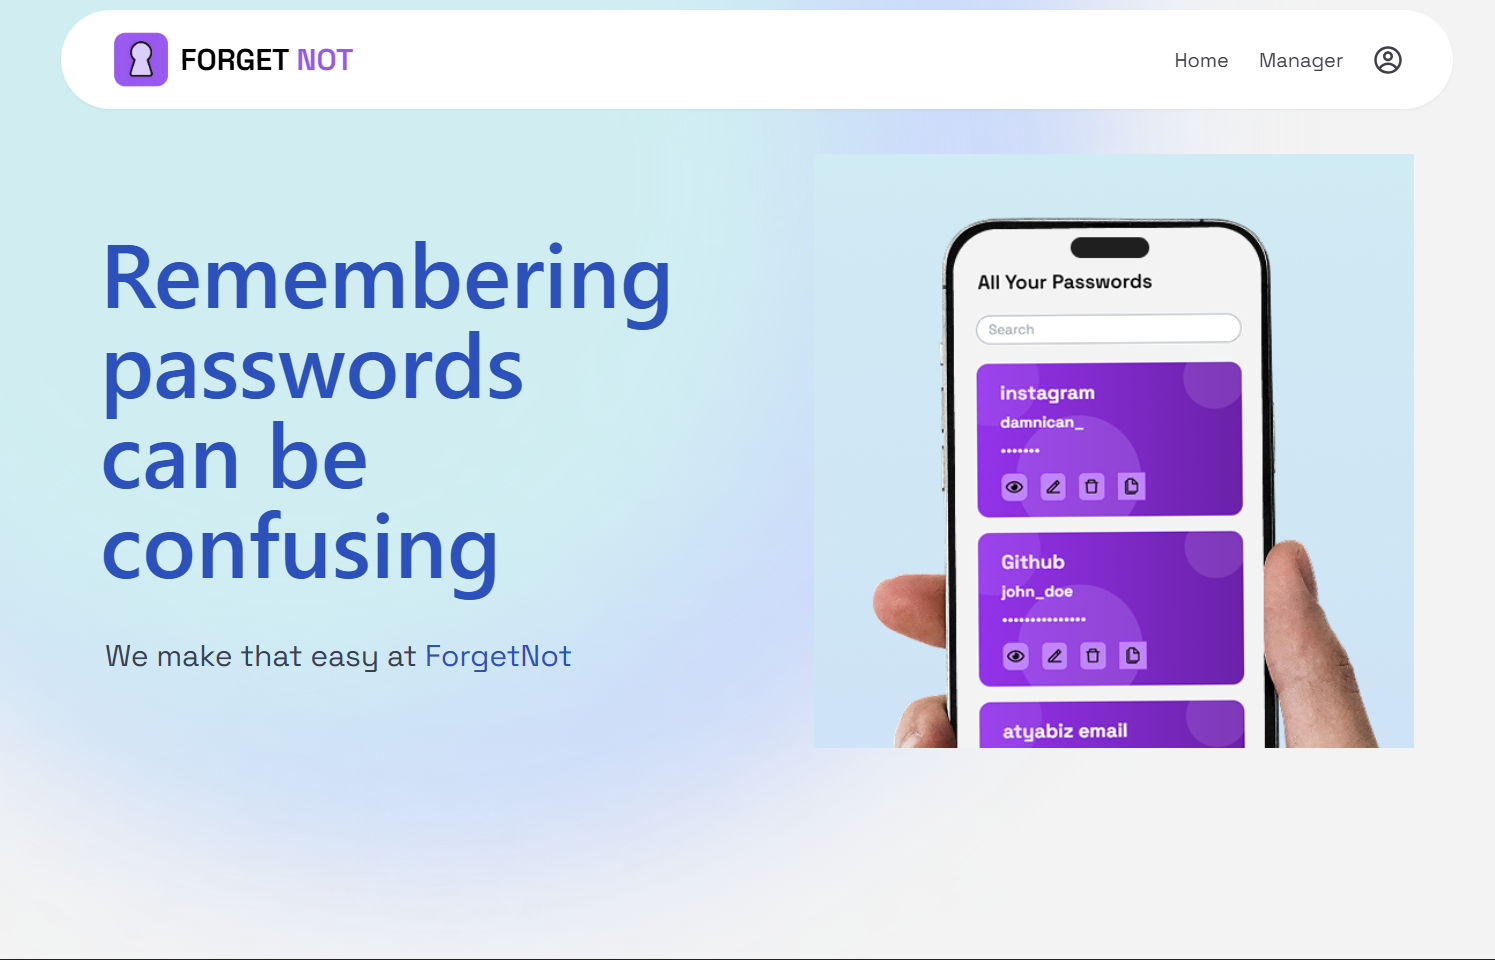 FORGET NOT
Home
Manager
Remembering
passwords
can be
confusing
We make that easy at ForgetNot
All Your Passwords
Search
instagram
damnican_
•••••••
Github
john_doe
•••••••••••••••
atyabiz email